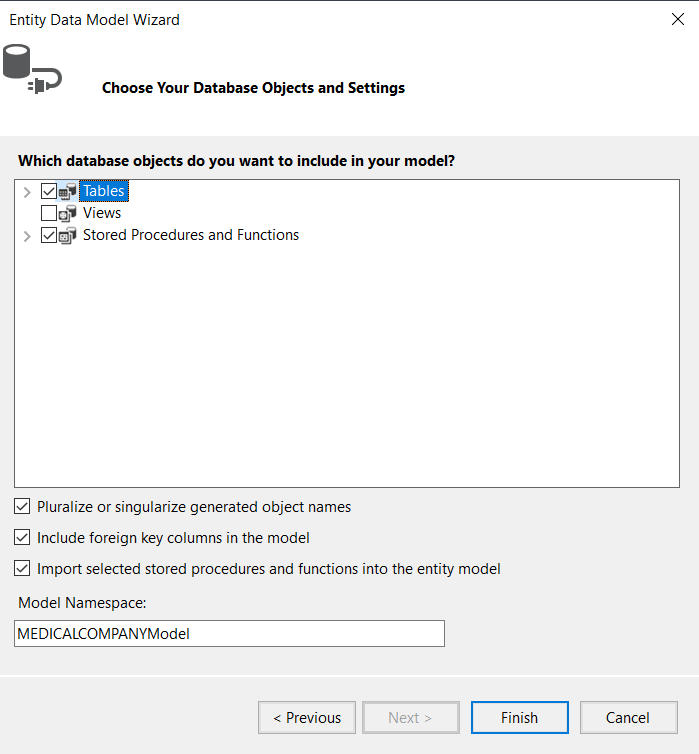 Entity Data Model Wizard
Choose Your Database Objects and Settings
Which database objects do you want to include in your model?
Tables
Views
Stored Procedures and Functions
Pluralize or singularize generated object names
Include foreign key columns in the model
Import selected stored procedures and functions into the entity model
Model Namespace:
MEDICALCOMPANYModel
< Previous Next > Finish Cancel